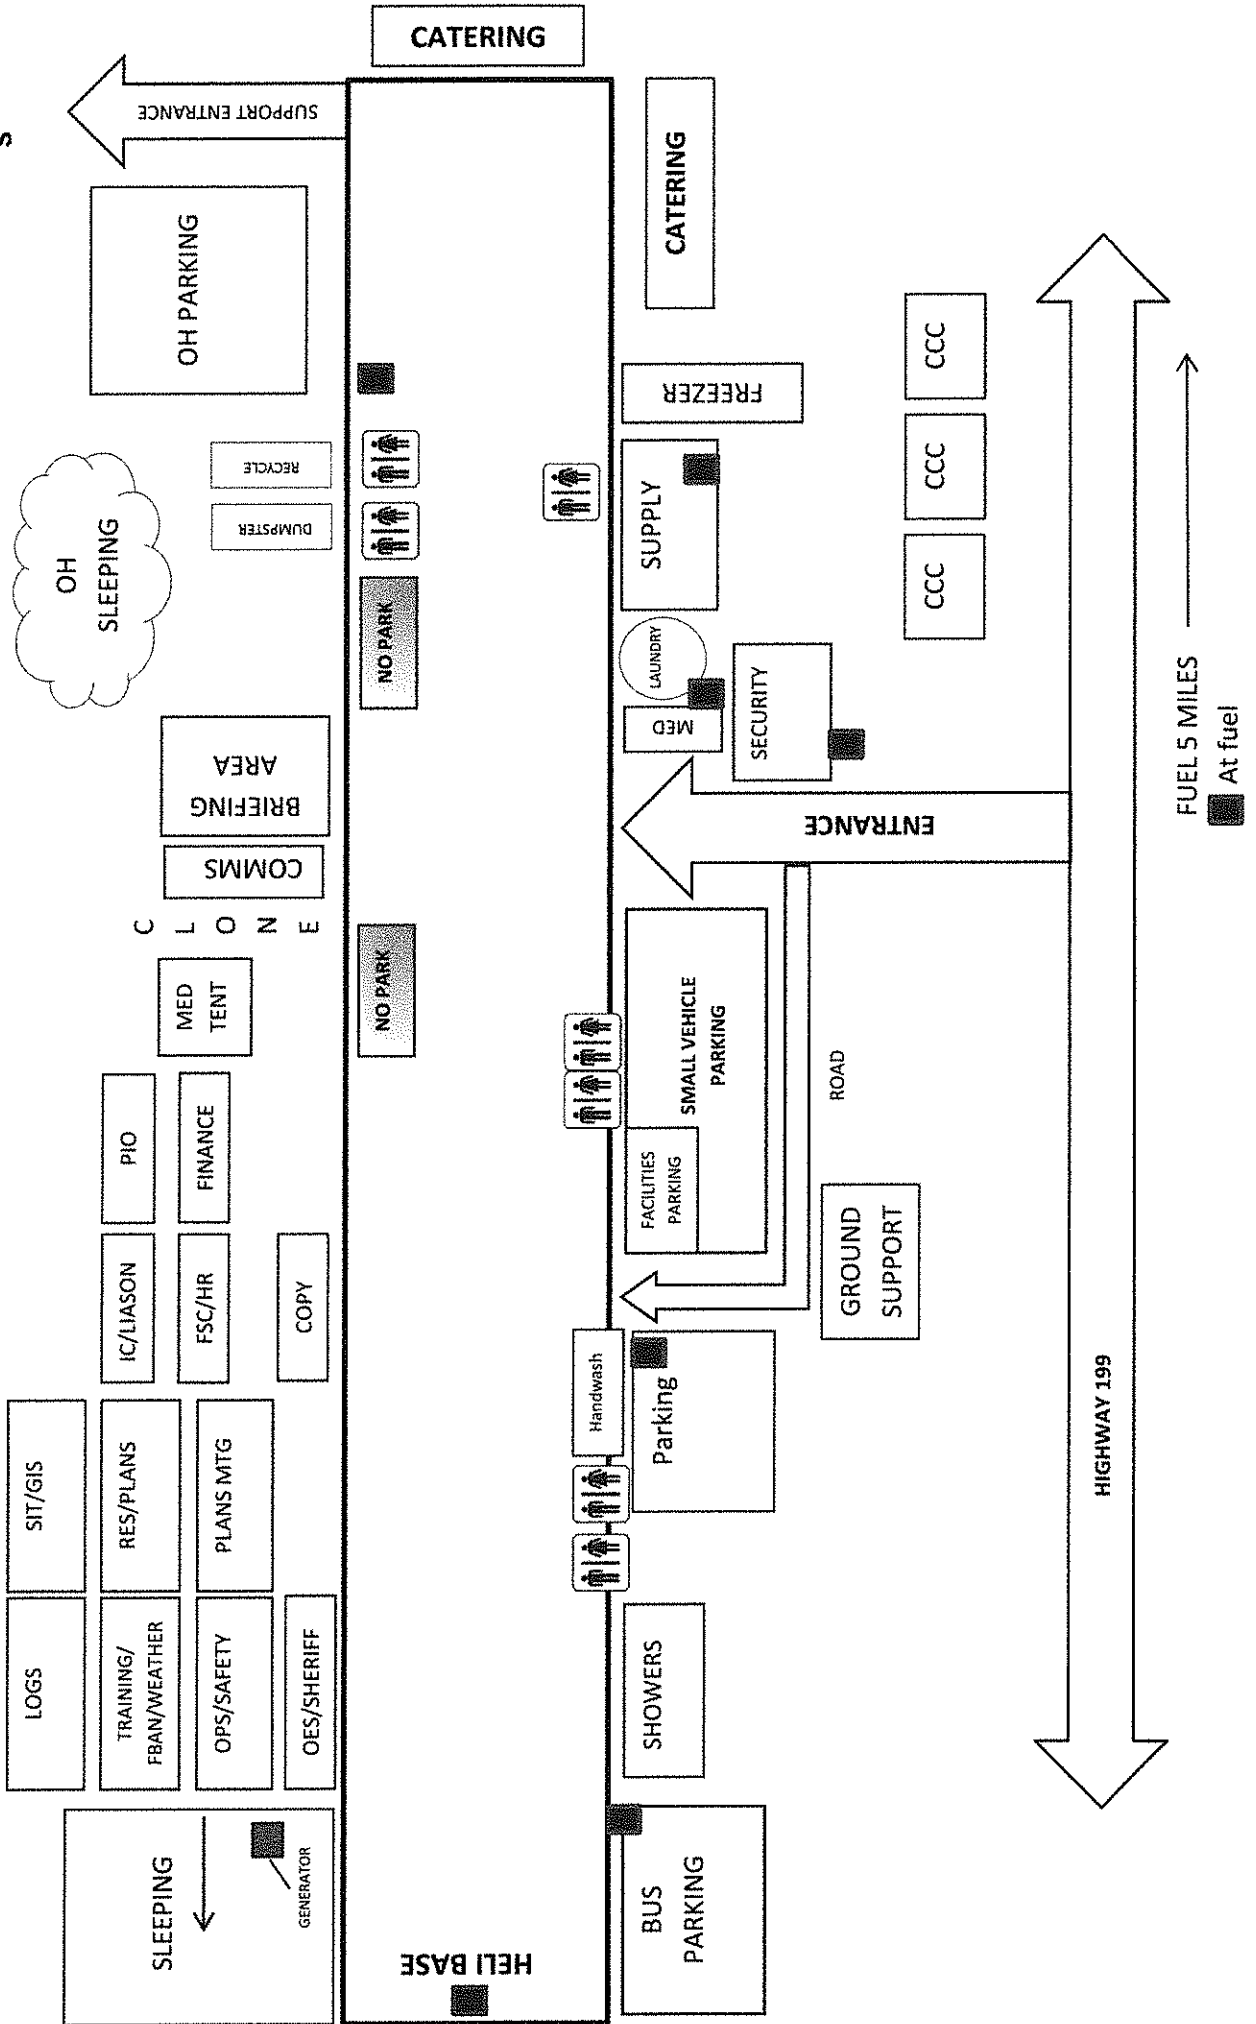 S
LOGS
SIT/GIS
OH
SLEEPING
SLEEPING
GENERATOR
TRAINING/
FBAN/WEATHER
RES/PLANS
IC/LIASON
PIO
OPS/SAFETY
PLANS MTG
FSC/HR
FINANCE
OES/SHERIFF
COPY
MED
TENT
C
L
O
N
E
COMMS
BRIEFING
AREA
DUMPSTER
RECYCLE
OH PARKING
SUPPORT ENTRANCE
HELI BASE
NO PARK
NO PARK
CATERING
BUS
PARKING
SHOWERS
Handwash
Parking
FACILITIES
PARKING
SMALL VEHICLE
PARKING
ENTRANCE
MED
LAUNDRY
SECURITY
SUPPLY
FREEZER
CATERING
GROUND
SUPPORT
ROAD
CCC
CCC
CCC
HIGHWAY 199
FUEL 5 MILES
At fuel